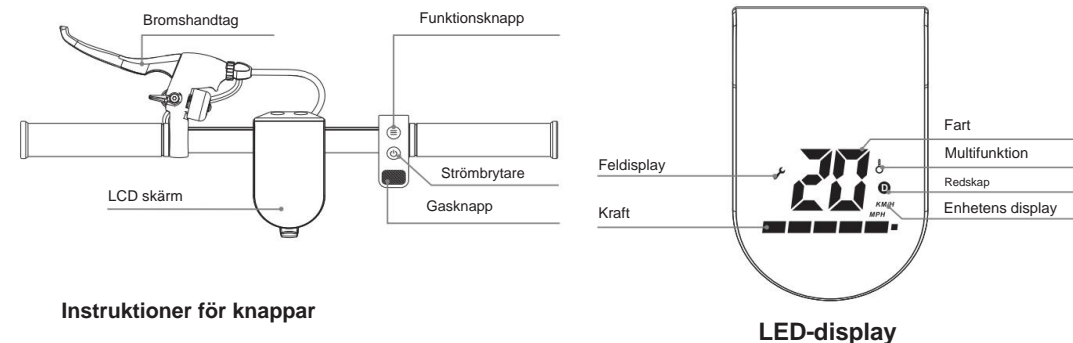 Bromshandtag
Funktionsknapp
LCD skärm
Strömbrytare
Gasknapp
Instruktioner för knappar
Feldisplay
Kraft
20
D
KM/H
MPH
Fart
Multifunktion
Redskap
Enhetens display
LED-display